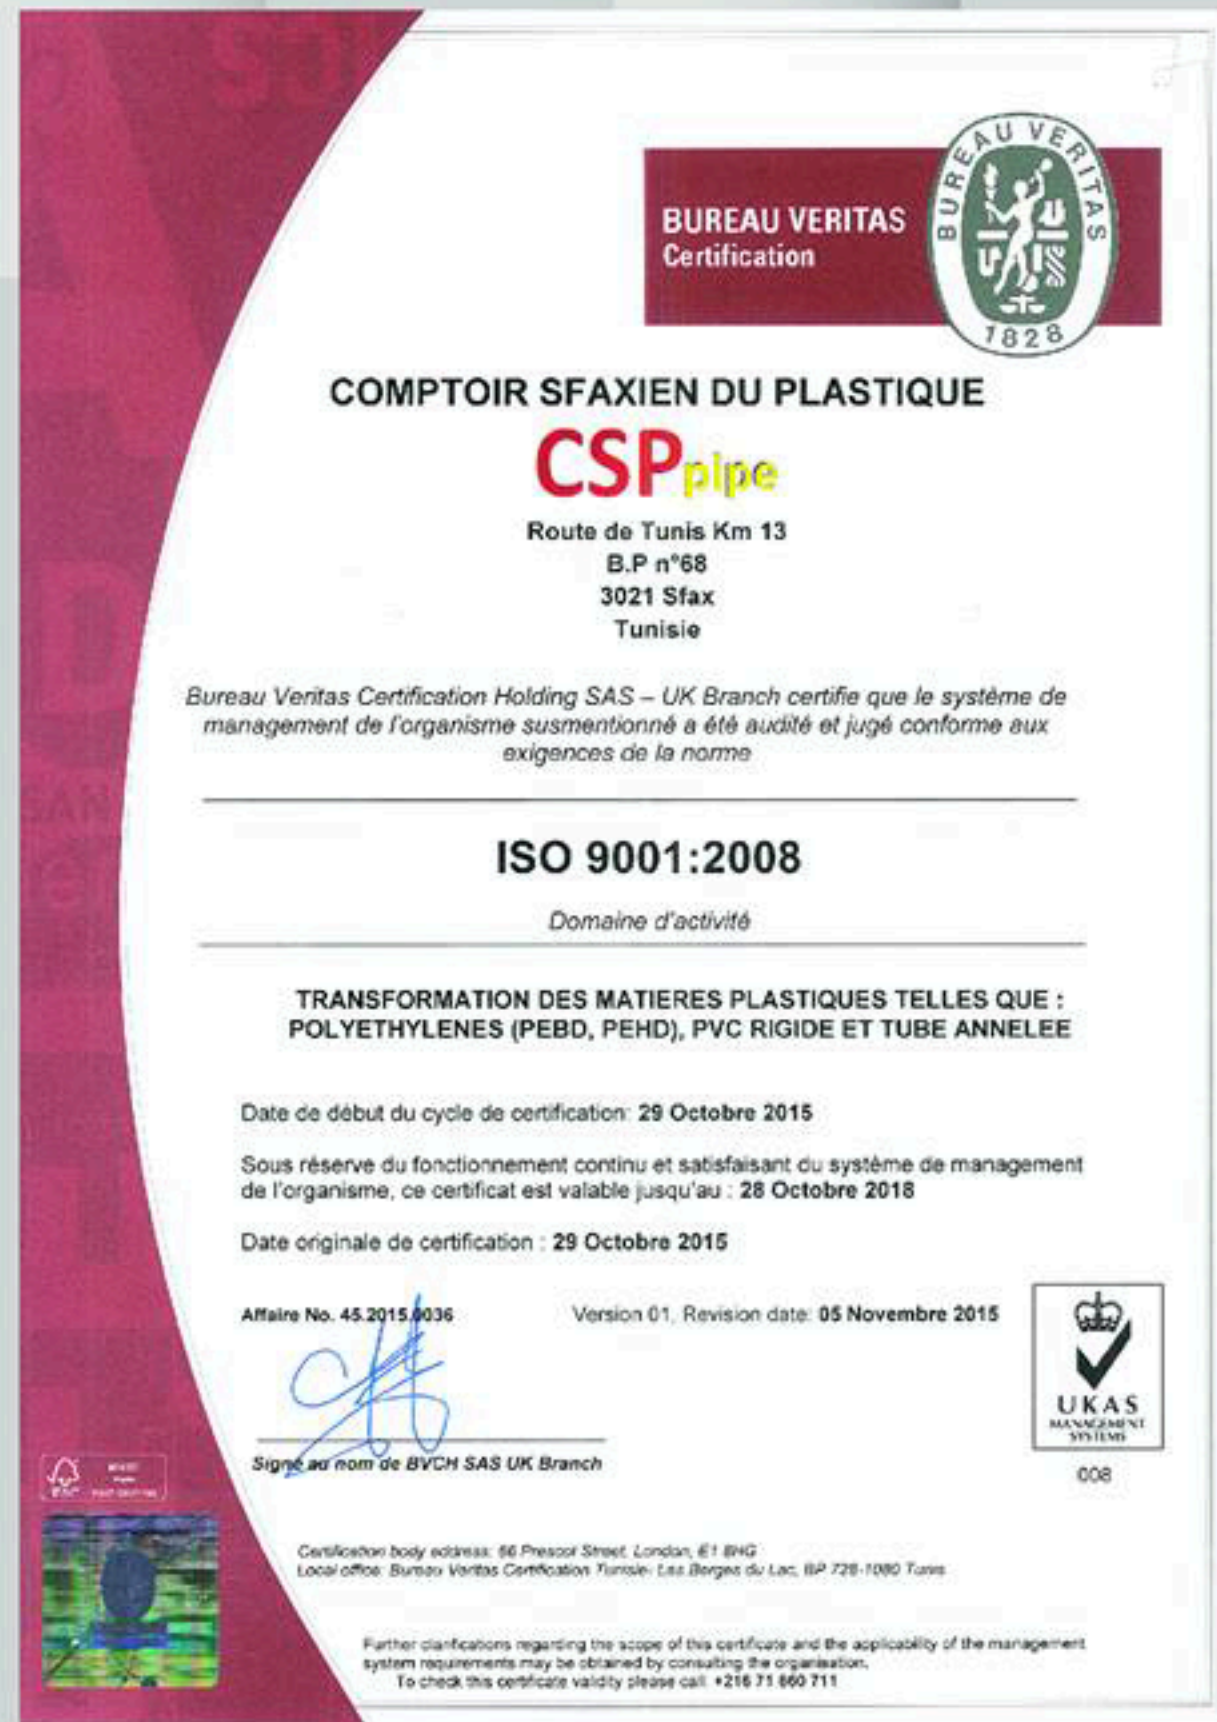 BUREAU VERITAS
Certification
BUREAU VERITAS
1828
COMPTOIR SFAXIEN DU PLASTIQUE
CSPpipe
Route de Tunis Km 13
B.P n°68
3021 Sfax
Tunisie
Bureau Veritas Certification Holding SAS – UK Branch certifie que le système de
management de l'organisme susmentionné a été audité et jugé conforme aux
exigences de la norme
ISO 9001:2008
Domaine d'activité
TRANSFORMATION DES MATIERES PLASTIQUES TELLES QUE :
POLYETHYLENES (PEBD, PEHD), PVC RIGIDE ET TUBE ANNELEE
Date de début du cycle de certification: 29 Octobre 2015
Sous réserve du fonctionnement continu et satisfaisant du système de management
de l'organisme, ce certificat est valable jusqu'au : 28 Octobre 2018
Date originale de certification : 29 Octobre 2015
Affaire No. 45.2015.0036
Version 01, Revision date: 05 Novembre 2015
UKAS
MANAGEMENT
SYSTEMS
008
Signé au nom de BVCH SAS UK Branch
FSC
Certification body address: 66 Prescot Street, London, E1 8HG
Local office: Bureau Veritas Certification Tunisie- Les Berges du Lac, BP 728-1080 Tunis
Further clarifications regarding the scope of this certificate and the applicability of the management
system requirements may be obtained by consulting the organisation.
To check this certificate validity please call: +216 71 860 711